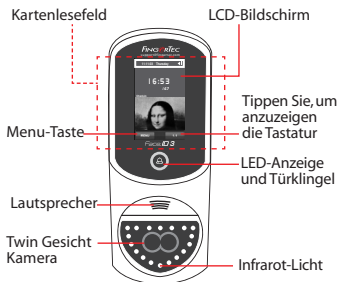 Kartenlesefeld
LCD-Bildschirm
FINGERTEC
16:53
Tippen Sie, um
anzuzeigen
die Tastatur
Menu-Taste
MENU
Face ID 3
LED-Anzeige
und Türklingel
Lautsprecher
Twin Gesicht
Kamera
Infrarot-Licht